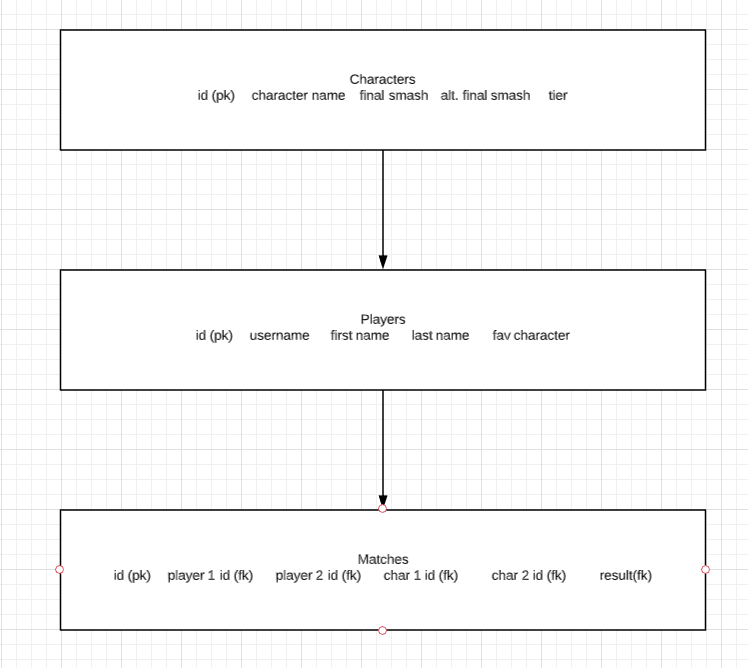 Characters
id (pk) character name final smash alt. final smash tier
Players
id (pk) username first name last name fav character
Matches
id (pk) player 1 id (fk) player 2 id (fk) char 1 id (fk) char 2 id (fk) result(fk)